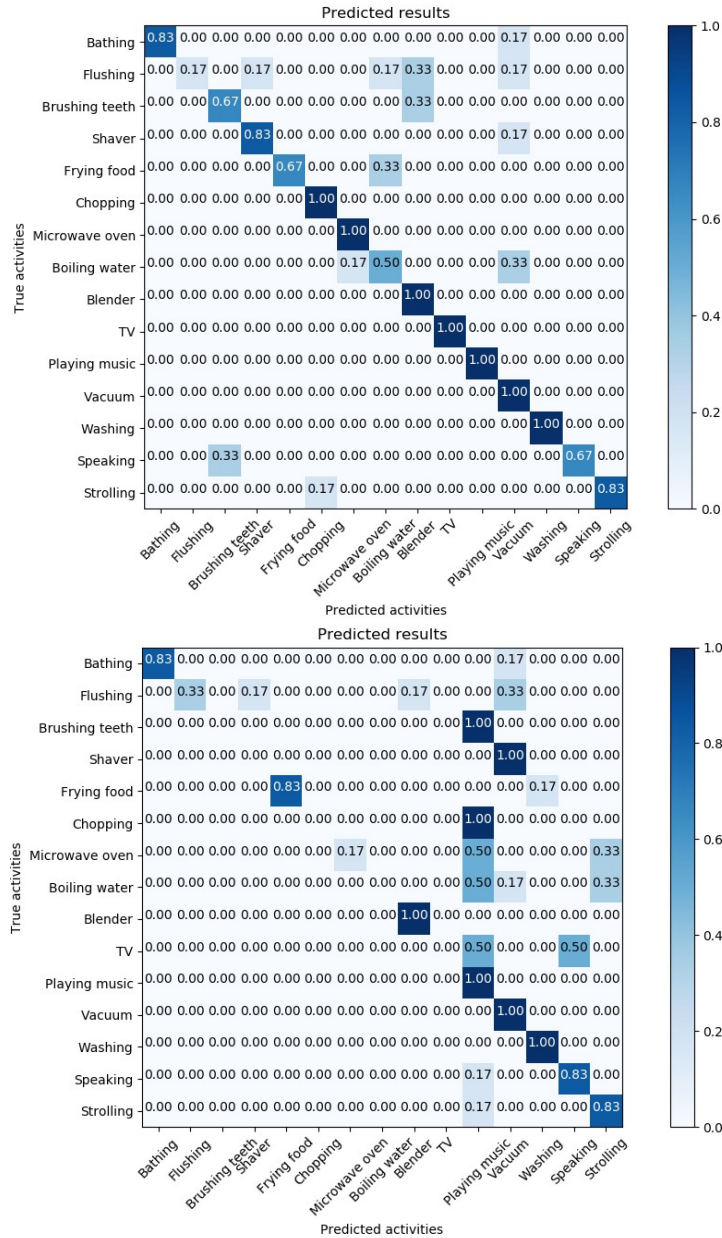 Predicted results
Bathing 0.83 0.00 0.00 0.00 0.00 0.00 0.00 0.00 0.00 0.00 0.00 0.17 0.00 0.00 0.00 1.0
Flushing 0.00 0.17 0.00 0.17 0.00 0.00 0.00 0.17 0.33 0.00 0.00 0.17 0.00 0.00 0.00
Brushing teeth 0.00 0.00 0.67 0.00 0.00 0.00 0.00 0.00 0.33 0.00 0.00 0.00 0.00 0.00 0.00 0.8
Shaver 0.00 0.00 0.00 0.83 0.00 0.00 0.00 0.00 0.00 0.00 0.00 0.17 0.00 0.00 0.00
Frying food 0.00 0.00 0.00 0.00 0.67 0.00 0.00 0.33 0.00 0.00 0.00 0.00 0.00 0.00 0.00
Chopping 0.00 0.00 0.00 0.00 0.00 1.00 0.00 0.00 0.00 0.00 0.00 0.00 0.00 0.00 0.00 0.6
Microwave oven 0.00 0.00 0.00 0.00 0.00 0.00 1.00 0.00 0.00 0.00 0.00 0.00 0.00 0.00 0.00
True activities
Boiling water 0.00 0.00 0.00 0.00 0.00 0.00 0.17 0.50 0.00 0.00 0.00 0.33 0.00 0.00 0.00
Blender 0.00 0.00 0.00 0.00 0.00 0.00 0.00 0.00 1.00 0.00 0.00 0.00 0.00 0.00 0.00 0.4
TV 0.00 0.00 0.00 0.00 0.00 0.00 0.00 0.00 0.00 1.00 0.00 0.00 0.00 0.00 0.00
Playing music 0.00 0.00 0.00 0.00 0.00 0.00 0.00 0.00 0.00 0.00 1.00 0.00 0.00 0.00 0.00
Vacuum 0.00 0.00 0.00 0.00 0.00 0.00 0.00 0.00 0.00 0.00 0.00 1.00 0.00 0.00 0.00
Washing 0.00 0.00 0.00 0.00 0.00 0.00 0.00 0.00 0.00 0.00 0.00 0.00 1.00 0.00 0.00 0.2
Speaking 0.00 0.00 0.33 0.00 0.00 0.00 0.00 0.00 0.00 0.00 0.00 0.00 0.00 0.67 0.00
Strolling 0.00 0.00 0.00 0.00 0.00 0.17 0.00 0.00 0.00 0.00 0.00 0.00 0.00 0.00 0.83 0.0
Bathing Flushing Brushing teeth Shaver Frying food Chopping Microwave oven Boiling water Blender TV Playing music Vacuum Washing Speaking Strolling
Predicted activities
Predicted results
Bathing 0.83 0.00 0.00 0.00 0.00 0.00 0.00 0.00 0.00 0.00 0.00 0.17 0.00 0.00 0.00 1.0
Flushing 0.00 0.33 0.00 0.17 0.00 0.00 0.00 0.00 0.17 0.00 0.00 0.33 0.00 0.00 0.00
Brushing teeth 0.00 0.00 0.00 0.00 0.00 0.00 0.00 0.00 0.00 0.00 1.00 0.00 0.00 0.00 0.00
Shaver 0.00 0.00 0.00 0.00 0.00 0.00 0.00 0.00 0.00 0.00 0.00 1.00 0.00 0.00 0.00 0.8
Frying food 0.00 0.00 0.00 0.00 0.83 0.00 0.00 0.00 0.00 0.00 0.00 0.00 0.17 0.00 0.00
Chopping 0.00 0.00 0.00 0.00 0.00 0.00 0.00 0.00 0.00 0.00 1.00 0.00 0.00 0.00 0.00
Microwave oven 0.00 0.00 0.00 0.00 0.00 0.00 0.17 0.00 0.00 0.00 0.50 0.00 0.00 0.00 0.33 0.6
True activities
Boiling water 0.00 0.00 0.00 0.00 0.00 0.00 0.00 0.00 0.00 0.00 0.50 0.17 0.00 0.00 0.33
Blender 0.00 0.00 0.00 0.00 0.00 0.00 0.00 0.00 1.00 0.00 0.00 0.00 0.00 0.00 0.00
TV 0.00 0.00 0.00 0.00 0.00 0.00 0.00 0.00 0.00 0.00 0.50 0.00 0.00 0.50 0.00 0.4
Playing music 0.00 0.00 0.00 0.00 0.00 0.00 0.00 0.00 0.00 0.00 1.00 0.00 0.00 0.00 0.00
Vacuum 0.00 0.00 0.00 0.00 0.00 0.00 0.00 0.00 0.00 0.00 0.00 1.00 0.00 0.00 0.00
Washing 0.00 0.00 0.00 0.00 0.00 0.00 0.00 0.00 0.00 0.00 0.00 0.00 1.00 0.00 0.00 0.2
Speaking 0.00 0.00 0.00 0.00 0.00 0.00 0.00 0.00 0.00 0.00 0.17 0.00 0.00 0.83 0.00
Strolling 0.00 0.00 0.00 0.00 0.00 0.00 0.00 0.00 0.00 0.00 0.17 0.00 0.00 0.00 0.83 0.0
Bathing Flushing Brushing teeth Shaver Frying food Chopping Microwave oven Boiling water Blender TV Playing music Vacuum Washing Speaking Strolling
Predicted activities